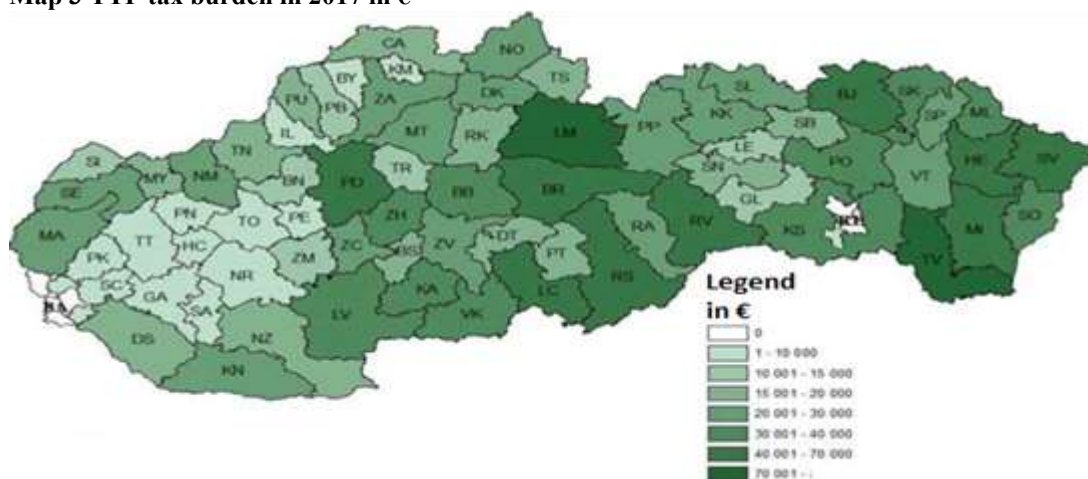 Map 3 TTP tax burden in 2017 in €
CA
NO
BY
KM
TS
PU
PB
ZA
DK
SL
BJ
SK
IL
MT
RK
LM
PP
KK
SB
SP
ML
TN
LE
PO
HE
SV
SI
MY
NM
BN
PD
TR
SN
VT
SE
BB
BR
GL
SO
PN
TO
PE
ZH
RV
KS
MI
MA
TT
HC
ZC
ZV
DT
RA
PK
NR
ZM
BS
PT
TV
SC
GA
SA
KA
RS
BA
LV
VK
LC
DS
NZ
KN
Legend
in €
0
1 - 10 000
10 001 - 15 000
15 001 - 20 000
20 001 - 30 000
30 001 - 40 000
40 001 - 70 000
70 001 -